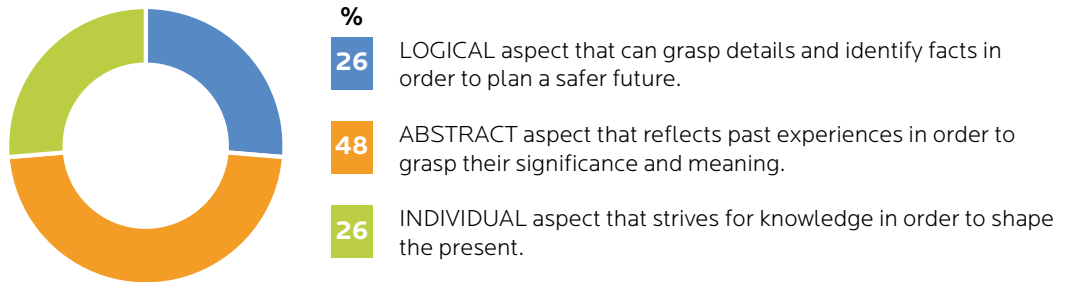 %
26
LOGICAL aspect that can grasp details and identify facts in
order to plan a safer future.
48
ABSTRACT aspect that reflects past experiences in order to
grasp their significance and meaning.
26
INDIVIDUAL aspect that strives for knowledge in order to shape
the present.